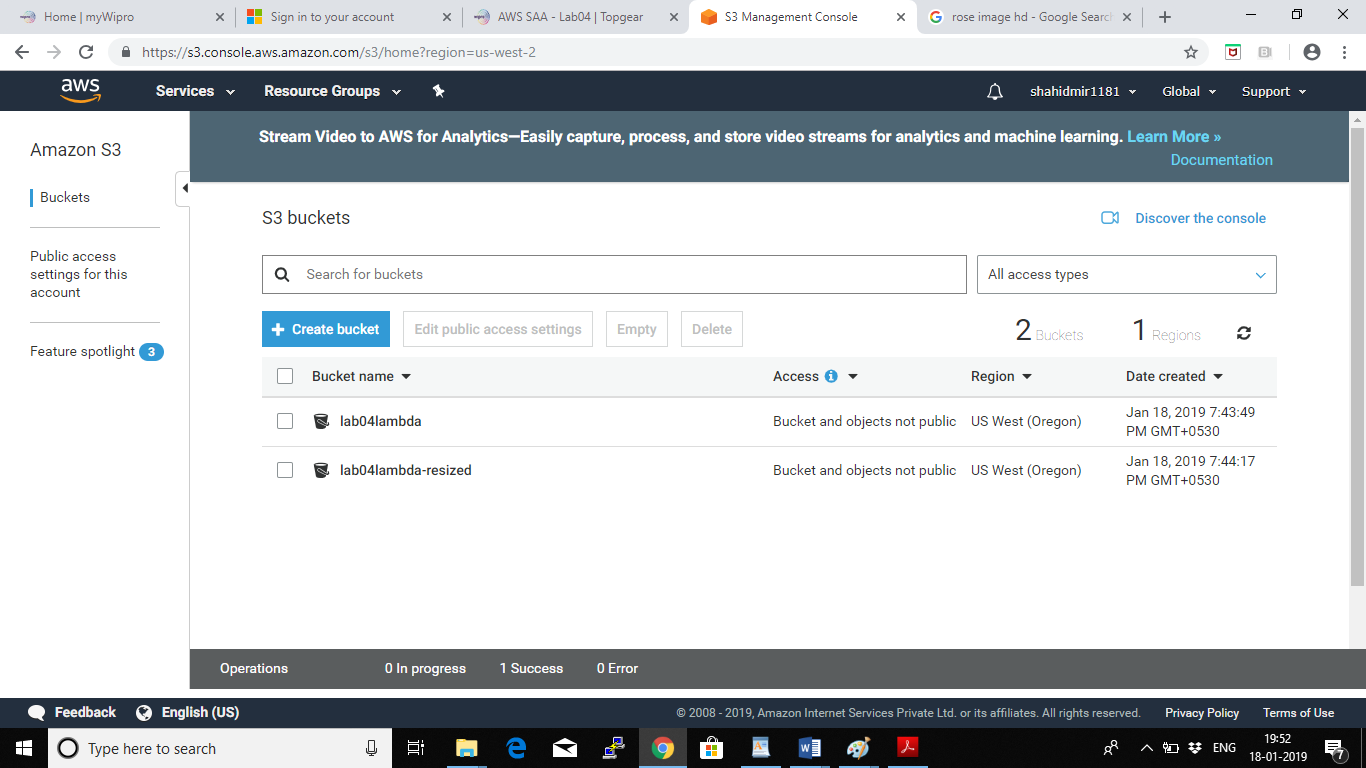 Home | myWipro
Sign in to your account
AWS SAA - Lab04 | Topgear
S3 Management Console
rose image hd - Google Search
https://s3.console.aws.amazon.com/s3/home?region=us-west-2
aws
Services
Resource Groups
shahidmir1181
Global
Support
Amazon S3
Buckets
Public access
settings for this
account
Feature spotlight 3
Stream Video to AWS for Analytics—Easily capture, process, and store video streams for analytics and machine learning. Learn More »
Documentation
S3 buckets
Discover the console
Search for buckets
All access types
+ Create bucket
Edit public access settings
Empty
Delete
2 Buckets
1 Regions
Bucket name
Access
Region
Date created
lab04lambda
Bucket and objects not public
US West (Oregon)
Jan 18, 2019 7:43:49
PM GMT+0530
lab04lambda-resized
Bucket and objects not public
US West (Oregon)
Jan 18, 2019 7:44:17
PM GMT+0530
Operations
0 In progress
1 Success
0 Error
Feedback
English (US)
© 2008 - 2019, Amazon Internet Services Private Ltd. or its affiliates. All rights reserved.
Privacy Policy
Terms of Use
Type here to search
ENG
19:52
18-01-2019
7